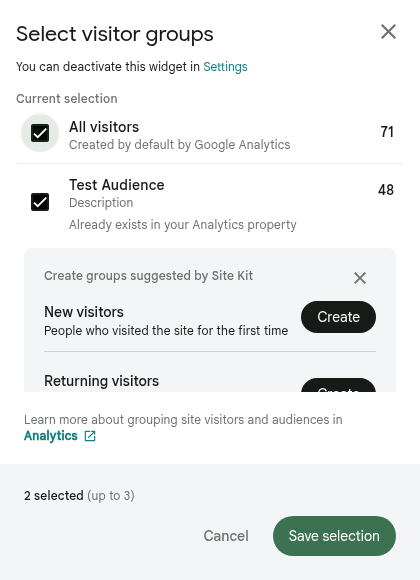 Select visitor groups
You can deactivate this widget in Settings
Current selection
All visitors
71
Created by default by Google Analytics
Test Audience
48
Description
Already exists in your Analytics property
Create groups suggested by Site Kit
New visitors
Create
People who visited the site for the first time
Returning visitors
Create
Learn more about grouping site visitors and audiences in
Analytics
2 selected (up to 3)
Cancel
Save selection